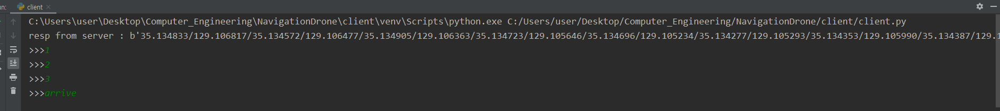 un: client
C:\Users\user\Desktop\Computer_Engineering\NavigationDrone\client\venv\Scripts\python.exe C:/Users/user/Desktop/Computer_Engineering/NavigationDrone/client/client.py
resp from server : b'35.134833/129.106817/35.134572/129.106477/35.134905/129.106363/35.134723/129.105646/35.134696/129.105234/35.134277/129.105293/35.134353/129.105990/35.134387/129.1
>>>1
>>>2
>>>3
>>>arrive